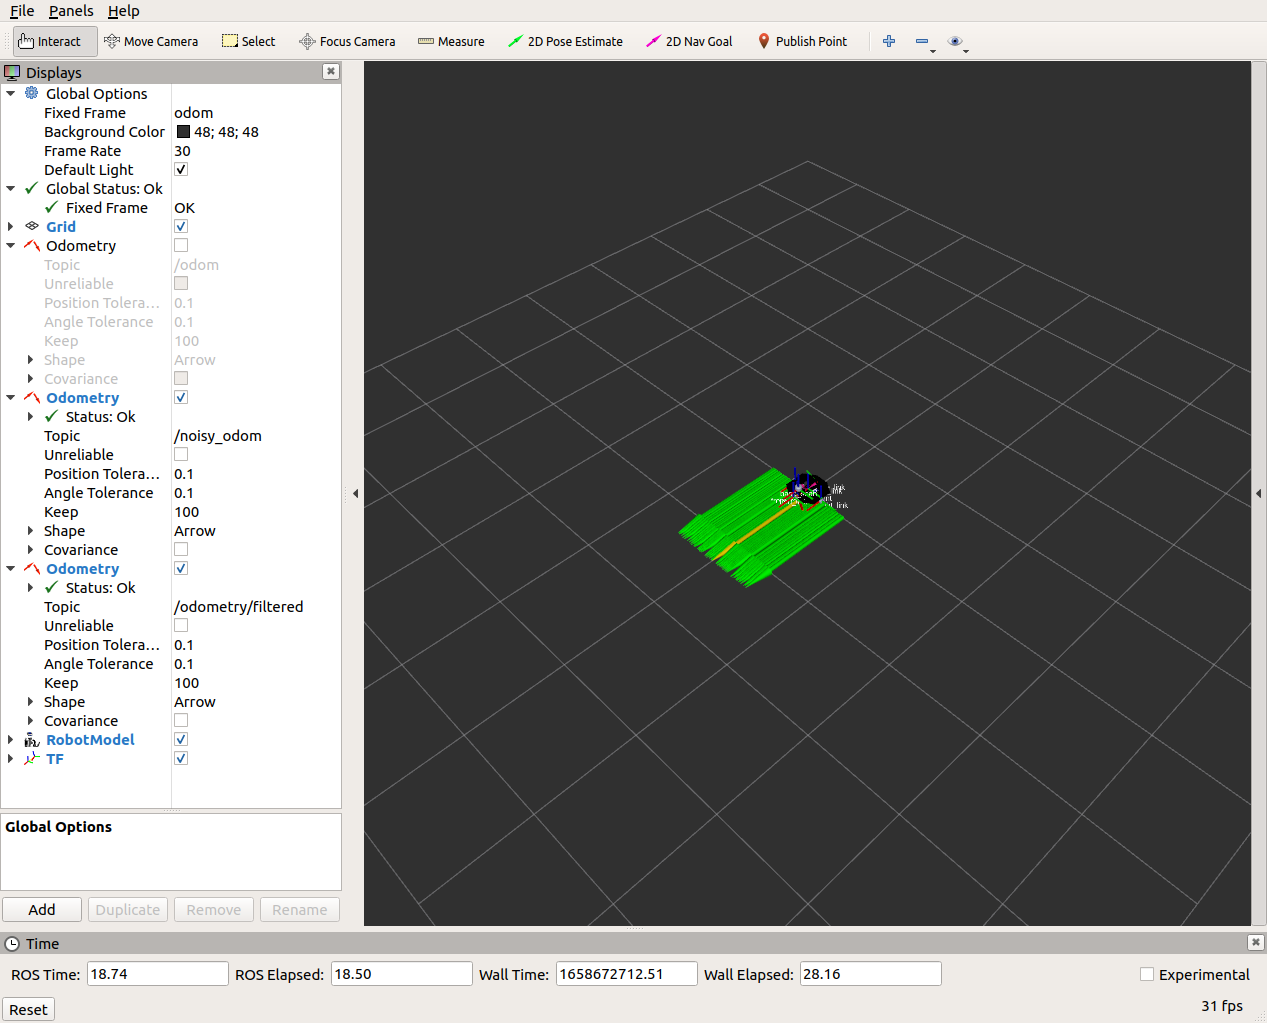 File Panels Help
Interact Move Camera Select Focus Camera Measure 2D Pose Estimate 2D Nav Goal Publish Point
Displays
Global Options
Fixed Frame odom
Background Color 48; 48; 48
Frame Rate 30
Default Light
Global Status: Ok
Fixed Frame OK
Grid
Odometry
Topic /odom
Unreliable
Position Tolera... 0.1
Angle Tolerance 0.1
Keep 100
Shape Arrow
Covariance
Odometry
Status: Ok
Topic /noisy_odom
Unreliable
Position Tolera... 0.1
Angle Tolerance 0.1
Keep 100
Shape Arrow
Covariance
Odometry
Status: Ok
Topic /odometry/filtered
Unreliable
Position Tolera... 0.1
Angle Tolerance 0.1
Keep 100
Shape Arrow
Covariance
RobotModel
TF
Global Options
Add Duplicate Remove Rename
Time
ROS Time: 18.74 ROS Elapsed: 18.50 Wall Time: 1658672712.51 Wall Elapsed: 28.16 Experimental
Reset 31 fps